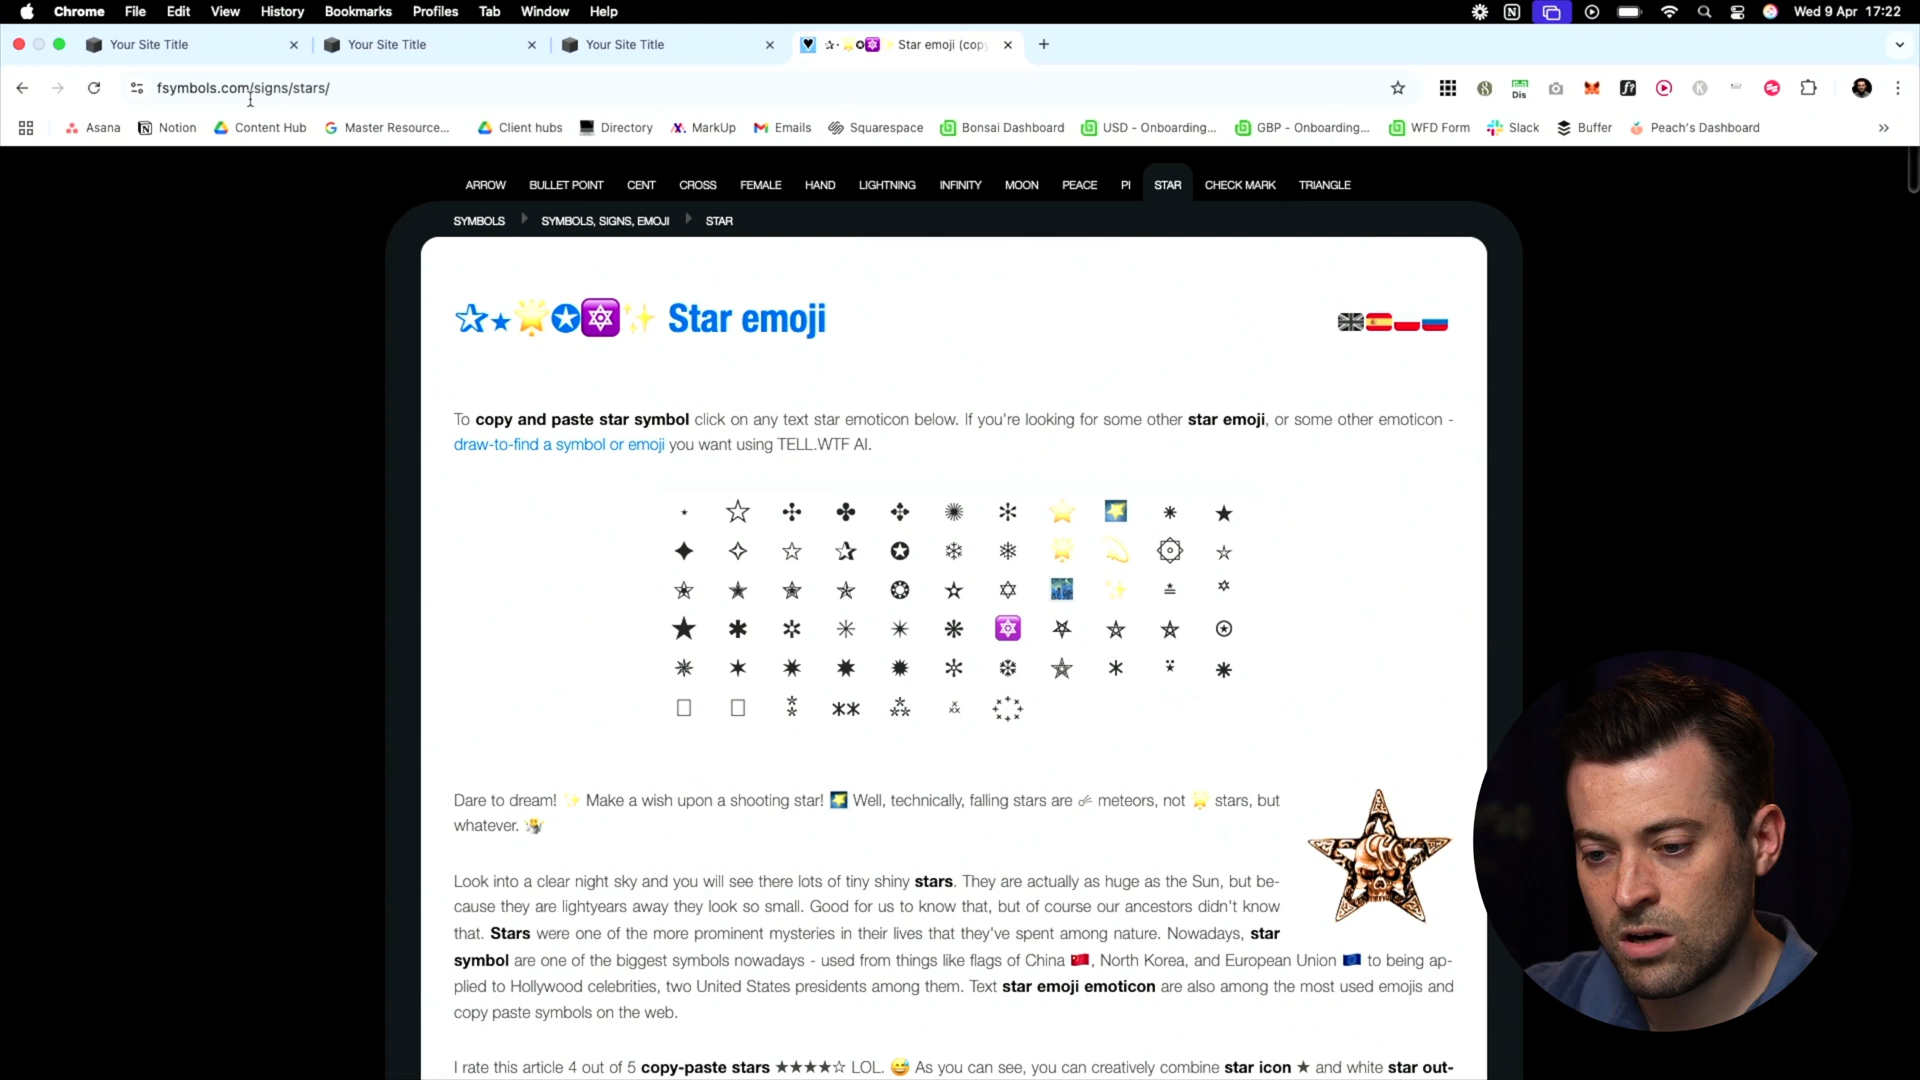 Chrome File Edit View History Bookmarks Profiles Tab Window Help Wed 9 Apr 17:22
Your Site Title Your Site Title Your Site Title Star emoji (copy
fsymbols.com/signs/stars/
Asana Notion Content Hub Master Resource... Client hubs Directory MarkUp Emails Squarespace Bonsai Dashboard USD - Onboarding... GBP - Onboarding... WFD Form Slack Buffer Peach's Dashboard
ARROW BULLET POINT CENT CROSS FEMALE HAND LIGHTNING INFINITY MOON PEACE PI STAR CHECK MARK TRIANGLE
SYMBOLS SYMBOLS, SIGNS, EMOJI STAR
✰⋆🌟✪🔯✨ Star emoji
To copy and paste star symbol click on any text star emoticon below. If you're looking for some other star emoji, or some other emoticon -
draw-to-find a symbol or emoji you want using TELL.WTF AI.
Dare to dream! ✨ Make a wish upon a shooting star! 🌠 Well, technically, falling stars are ☄ meteors, not 🌟 stars, but
whatever.
Look into a clear night sky and you will see there lots of tiny shiny stars. They are actually as huge as the Sun, but be-
cause they are lightyears away they look so small. Good for us to know that, but of course our ancestors didn't know
that. Stars were one of the more prominent mysteries in their lives that they've spent among nature. Nowadays, star
symbol are one of the biggest symbols nowadays - used from things like flags of China 🇨🇳, North Korea, and European Union 🇪🇺 to being ap-
plied to Hollywood celebrities, two United States presidents among them. Text star emoji emoticon are also among the most used emojis and
copy paste symbols on the web.
I rate this article 4 out of 5 copy-paste stars ★★★★☆ LOL. 😅 As you can see, you can creatively combine star icon ★ and white star out-